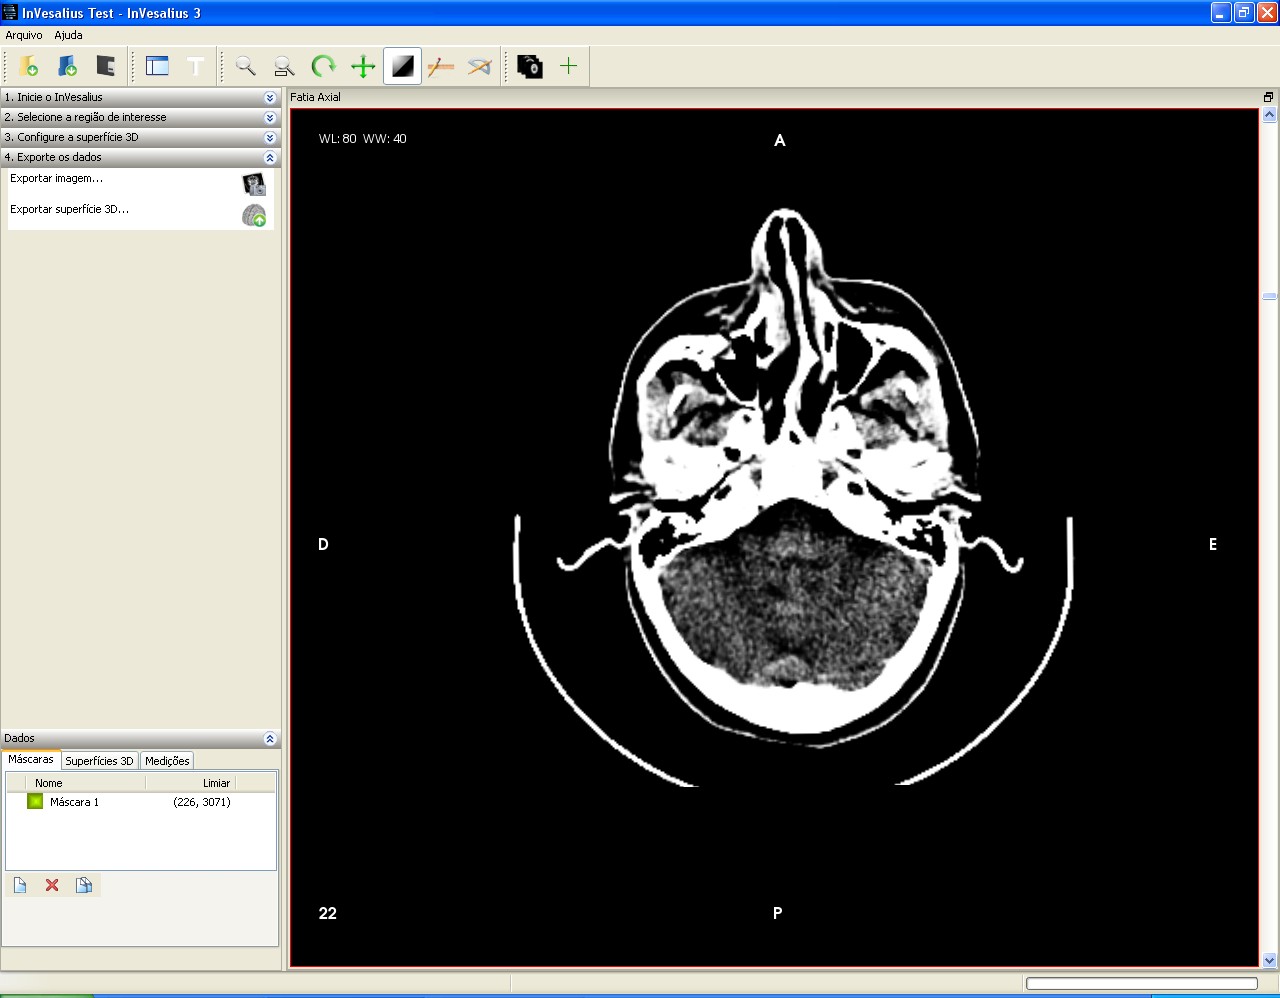 InVesalius Test - InVesalius 3
Arquivo Ajuda
T
1. Inicie o InVesalius
2. Selecione a região de interesse
3. Configure a superfície 3D
4. Exporte os dados
Exportar imagem...
Exportar superfície 3D...
Dados
Máscaras Superfícies 3D Medições
Nome Limiar
Máscara 1 (226, 3071)
Fatia Axial
WL: 80 WW: 40
A
D
E
22
P